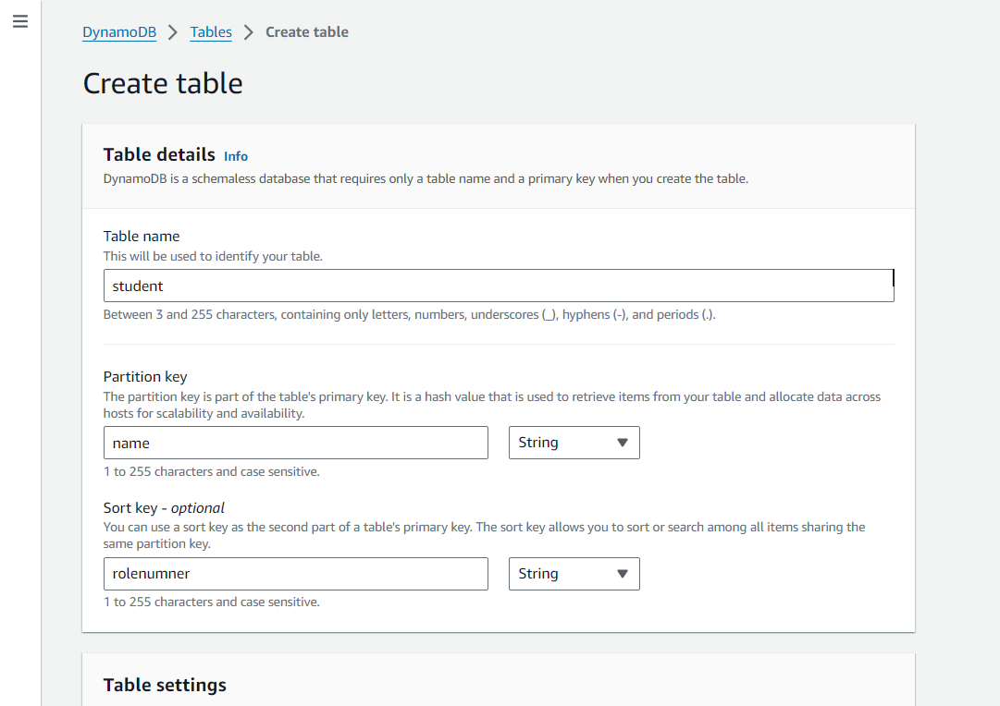 DynamoDB > Tables > Create table
Create table
Table details Info
DynamoDB is a schemaless database that requires only a table name and a primary key when you create the table.
Table name
This will be used to identify your table.
student
Between 3 and 255 characters, containing only letters, numbers, underscores (_), hyphens (-), and periods (.).
Partition key
The partition key is part of the table's primary key. It is a hash value that is used to retrieve items from your table and allocate data across
hosts for scalability and availability.
name String
1 to 255 characters and case sensitive.
Sort key - optional
You can use a sort key as the second part of a table's primary key. The sort key allows you to sort or search among all items sharing the
same partition key.
rolenumner String
1 to 255 characters and case sensitive.
Table settings